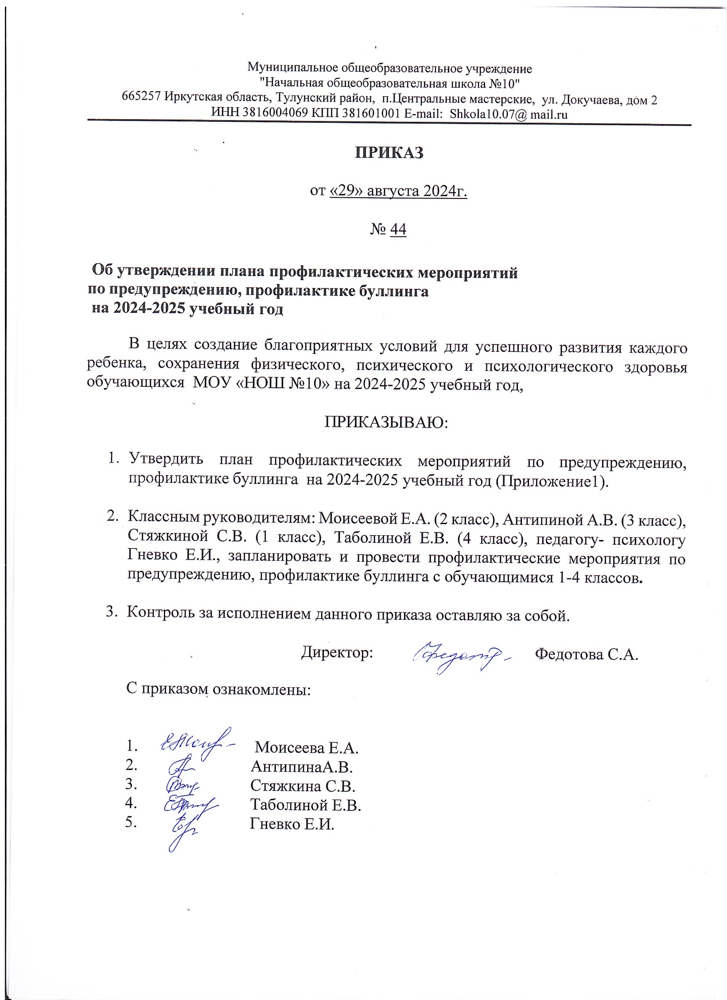 Муниципальное общеобразовательное учреждение
"Начальная общеобразовательная школа №10"
665257 Иркутская область, Тулунский район, п.Центральные мастерские, ул. Докучаева, дом 2
ИНН 3816004069 КПП 381601001 E-mail: Shkola10.07@ mail.ru
ПРИКАЗ
от «29» августа 2024г.
№ 44
Об утверждении плана профилактических мероприятий
по предупреждению, профилактике буллинга
на 2024-2025 учебный год
В целях создание благоприятных условий для успешного развития каждого
ребенка, сохранения физического, психического и психологического здоровья
обучающихся МОУ «НОШ №10» на 2024-2025 учебный год,
ПРИКАЗЫВАЮ:
1. Утвердить план профилактических мероприятий по предупреждению,
профилактике буллинга на 2024-2025 учебный год (Приложение1).
2. Классным руководителям: Моисеевой Е.А. (2 класс), Антипиной А.В. (3 класс),
Стяжкиной С.В. (1 класс), Таболиной Е.В. (4 класс), педагогу- психологу
Гневко Е.И., запланировать и провести профилактические мероприятия по
предупреждению, профилактике буллинга с обучающимися 1-4 классов.
3. Контроль за исполнением данного приказа оставляю за собой.
Директор: Федотова С.А.
С приказом ознакомлены:
1. Моисеева Е.А.
2. АнтипинаА.В.
3. Стяжкина С.В.
4. Таболиной Е.В.
5. Гневко Е.И.